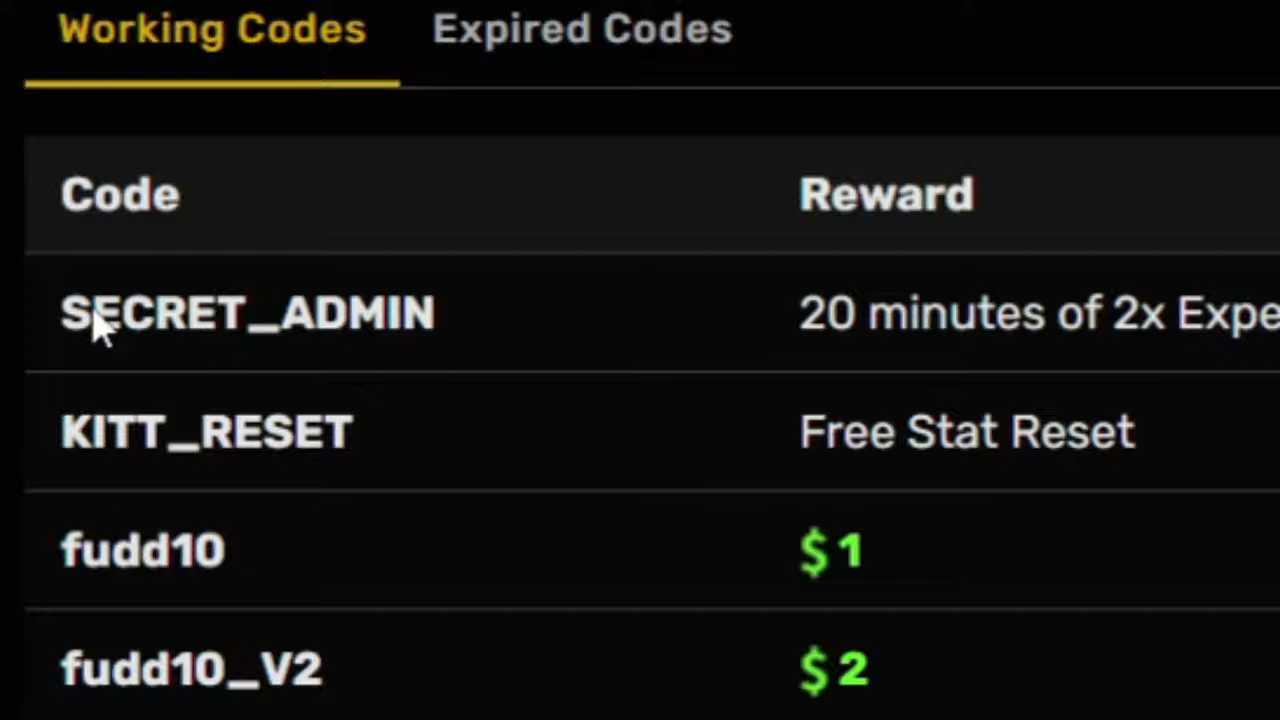 Working Codes Expired Codes
Code Reward
SECRET_ADMIN 20 minutes of 2x Expe
KITT_RESET Free Stat Reset
fudd10 $ 1
fudd10_V2 $ 2